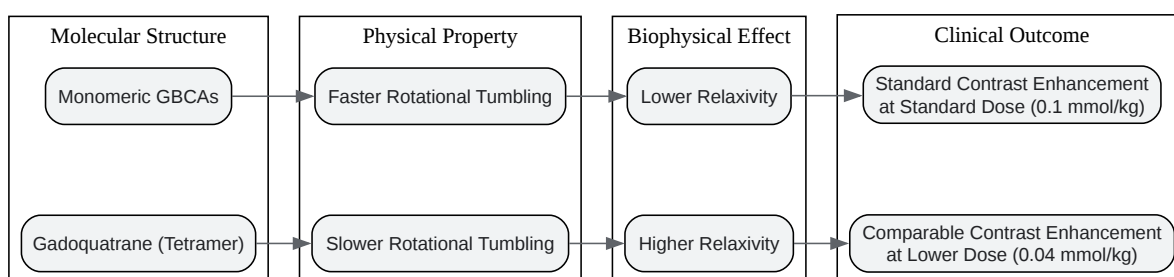 Molecular Structure
Physical Property
Biophysical Effect
Clinical Outcome
Monomeric GBCAs
Faster Rotational Tumbling
Lower Relaxivity
Standard Contrast Enhancement
at Standard Dose (0.1 mmol/kg)
Gadoquatrane (Tetramer)
Slower Rotational Tumbling
Higher Relaxivity
Comparable Contrast Enhancement
at Lower Dose (0.04 mmol/kg)